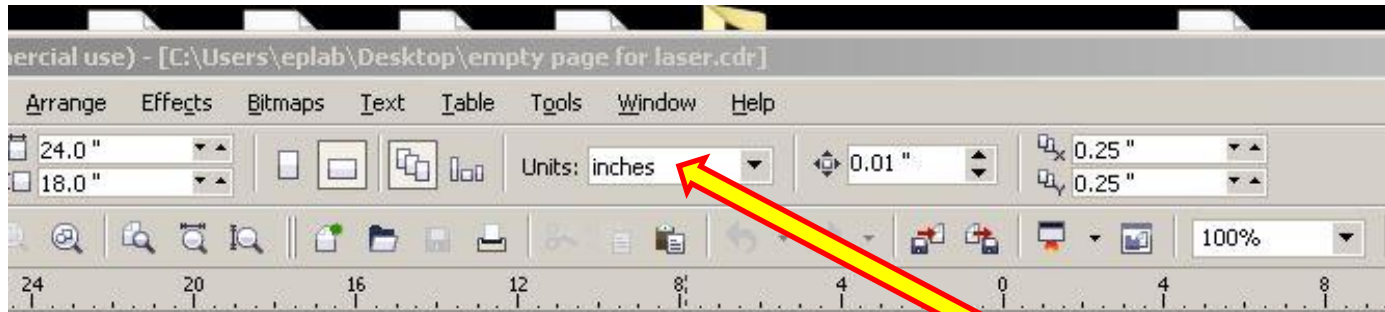 ercial use) - [C:\Users\eplab\Desktop\empty page for laser.cdr]
Arrange Effects Bitmaps Text Table Tools Window Help
24.0 " Units: inches 0.01 " 0.25 "
18.0 " 0.25 "
100%
24 20 16 12 8 4 0 4 8